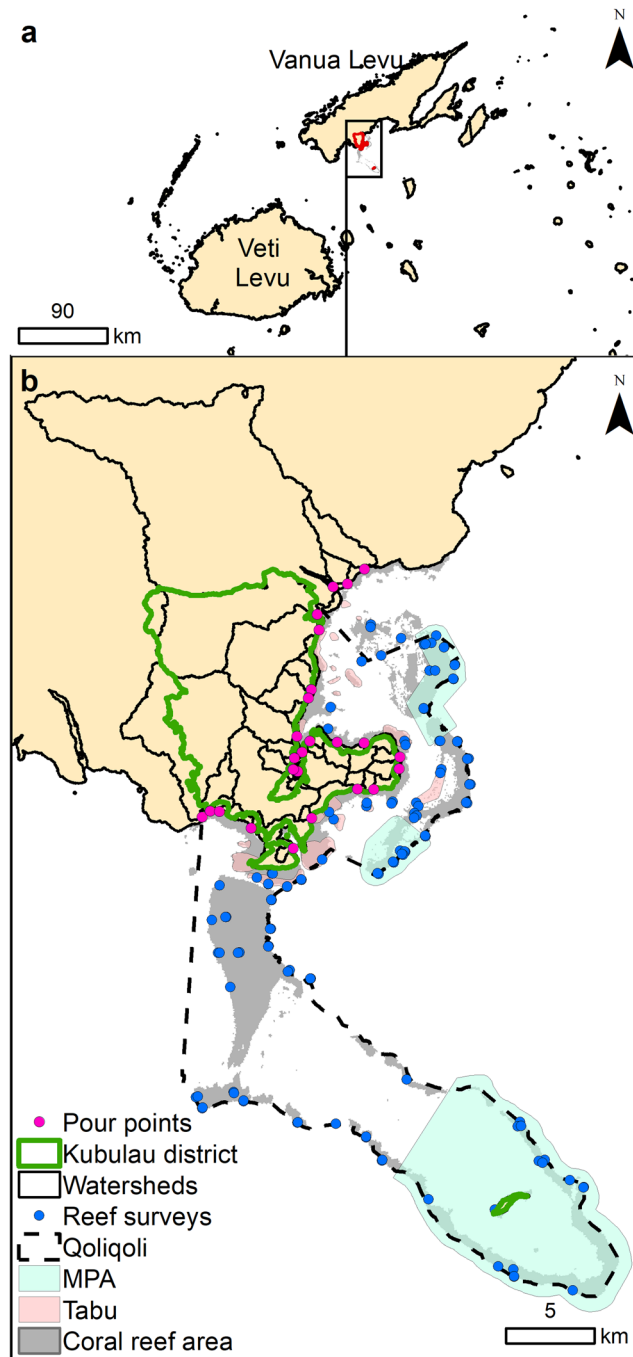 a
N
Vanua Levu
Veti
Levu
90
km
b
N
Pour points
Kubulau district
Watersheds
Reef surveys
Qoliqoli
MPA
Tabu
Coral reef area
5
km